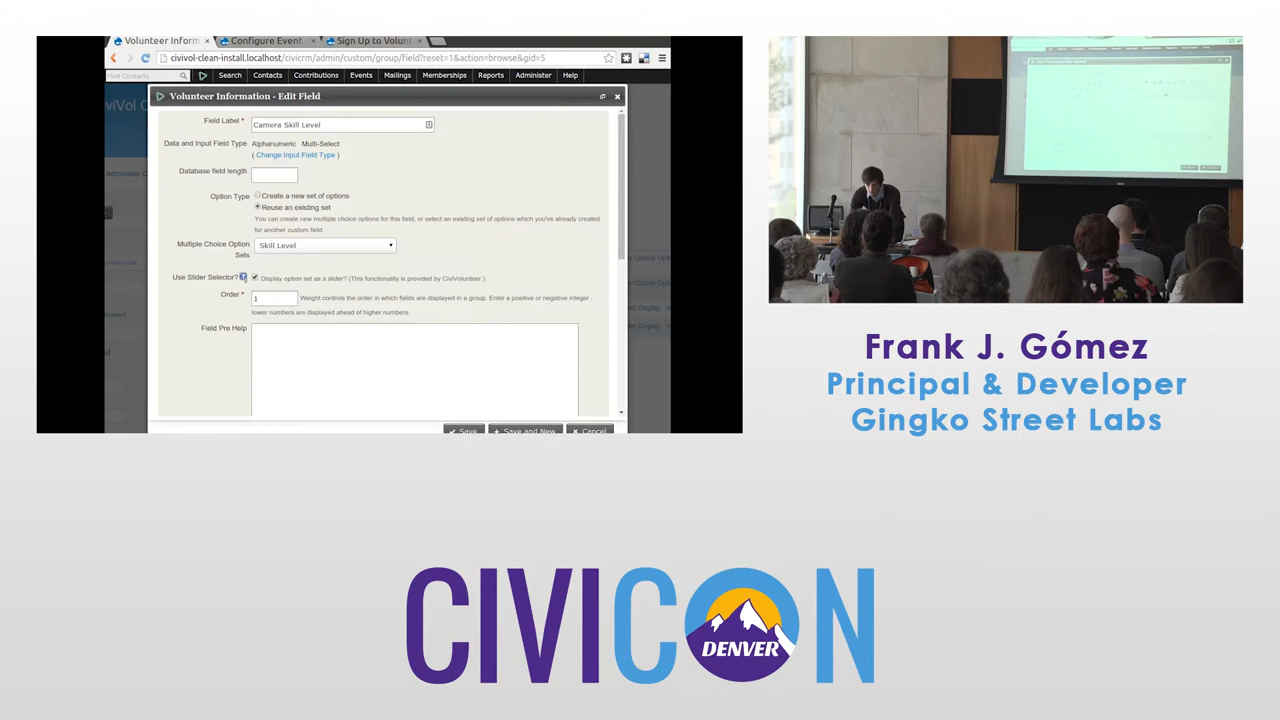 Volunteer Inform × Configure Event - × Sign Up to Volunt ×
civivol-clean-install.localhost/civicrm/admin/custom/group/field?reset=1&action=browse&gid=5
Find Contacts Search Contacts Contributions Events Mailings Memberships Reports Administer Help
Volunteer Information - Edit Field
Field Label * Camera Skill Level
Data and Input Field Type Alphanumeric Multi-Select
( Change Input Field Type )
Database field length
Option Type Create a new set of options
Reuse an existing set
You can create new multiple choice options for this field, or select an existing set of options which you've already created
for another custom field.
Multiple Choice Option Skill Level
Sets
Use Slider Selector? Display option set as a slider? (This functionality is provided by CiviVolunteer.)
Order * 1 Weight controls the order in which fields are displayed in a group. Enter a positive or negative integer -
lower numbers are displayed ahead of higher numbers.
Field Pre Help
Save Save and New Cancel
Frank J. Gómez
Principal & Developer
Gingko Street Labs
CIVICON
DENVER